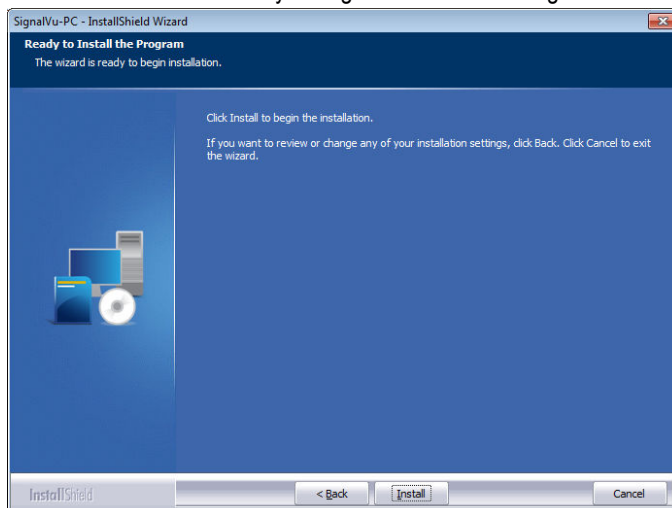 SignalVu-PC - InstallShield Wizard
Ready to Install the Program
The wizard is ready to begin installation.
Click Install to begin the installation.
If you want to review or change any of your installation settings, click Back. Click Cancel to exit
the wizard.
InstallShield
< Back
Install
Cancel